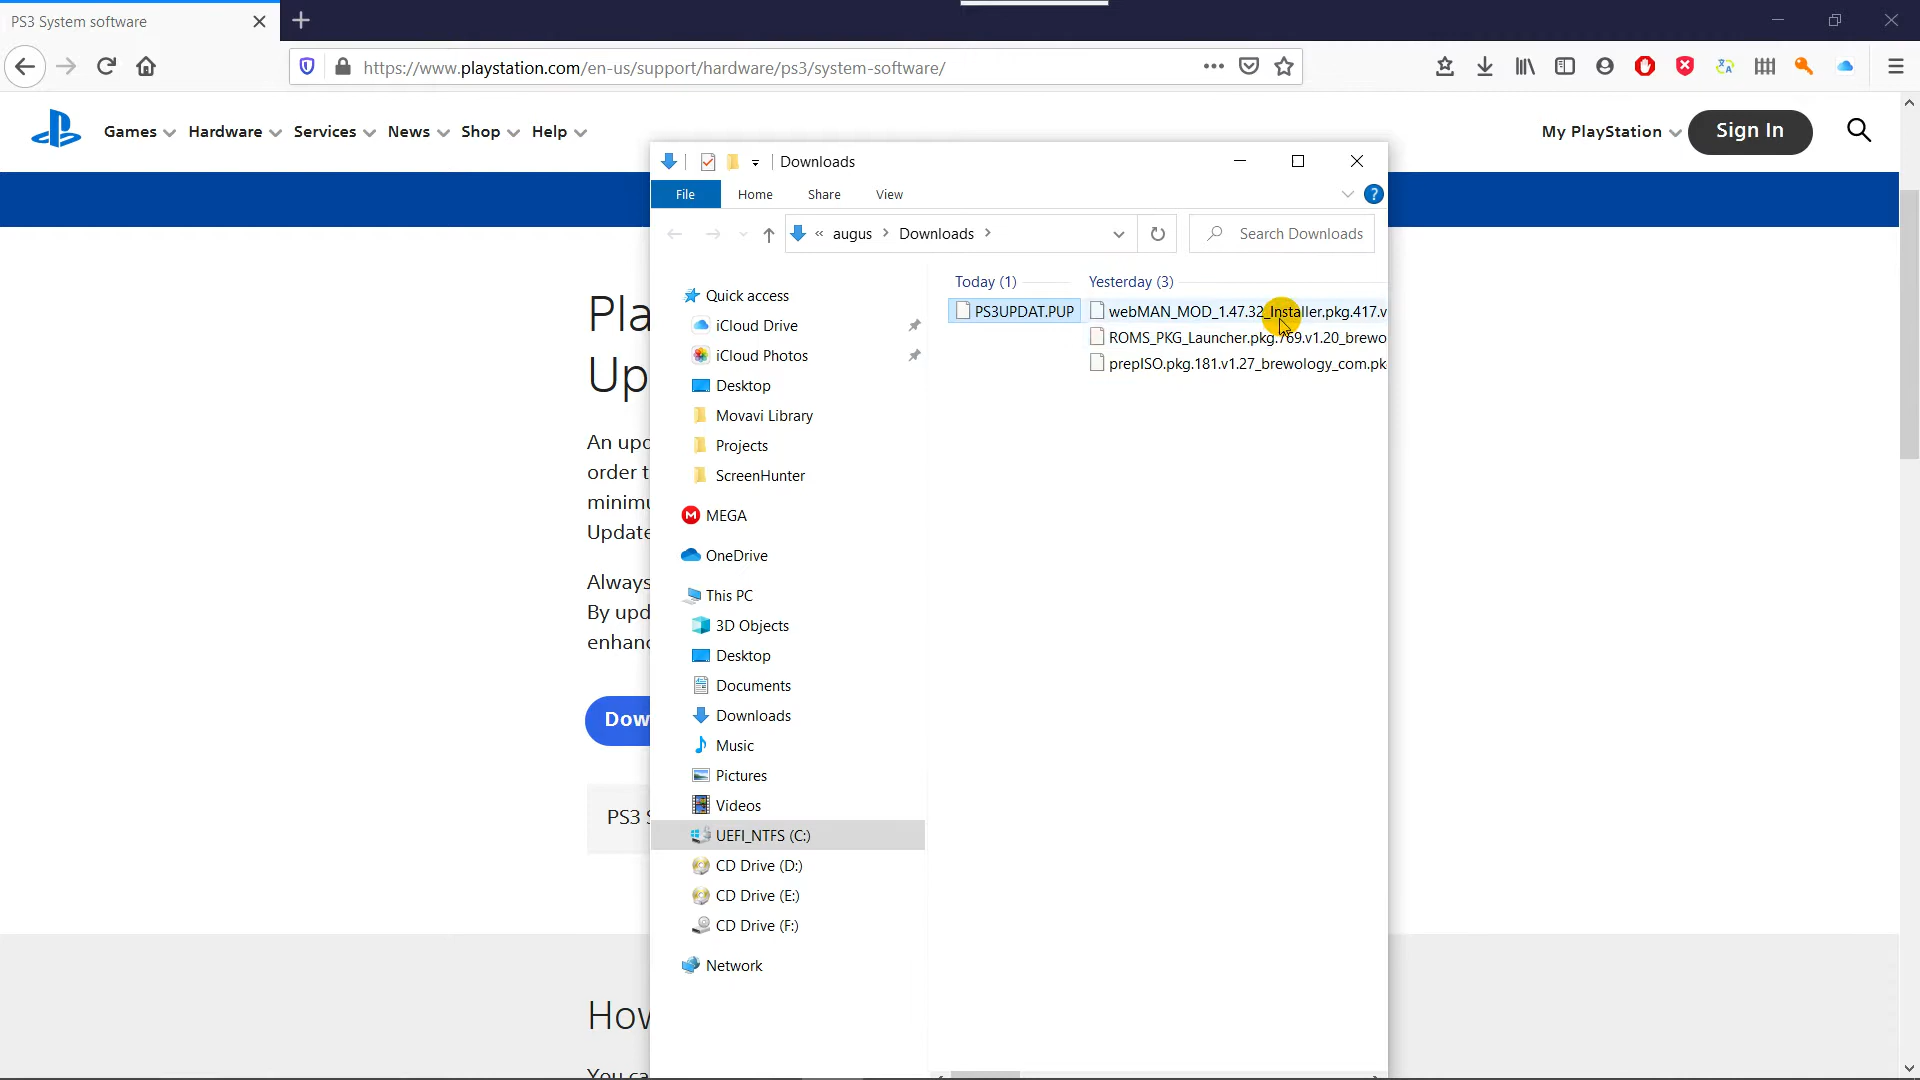 PS3 System software
https://www.playstation.com/en-us/support/hardware/ps3/system-software/
Games Hardware Services News Shop Help
My PlayStation Sign In
Downloads
File Home Share View
« augus > Downloads >
Search Downloads
Today (1)
PS3UPDAT.PUP
Yesterday (3)
webMAN_MOD_1.47.32_Installer.pkg.417.v
ROMS_PKG_Launcher.pkg.769.v1.20_brewo
prepISO.pkg.181.v1.27_brewology_com.pk
Quick access
iCloud Drive
iCloud Photos
Desktop
Movavi Library
Projects
ScreenHunter
MEGA
OneDrive
This PC
3D Objects
Desktop
Documents
Downloads
Music
Pictures
Videos
UEFI_NTFS (C:)
CD Drive (D:)
CD Drive (E:)
CD Drive (F:)
Network
Pla
Up
An upd
order t
minimu
Update
Always
By upd
enhanc
Dow
PS3 S
How
You ca